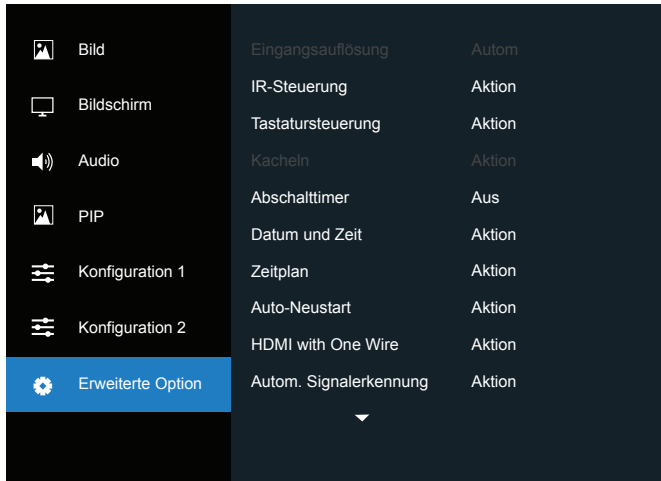 Bild
Bildschirm
Audio
PIP
Konfiguration 1
Konfiguration 2
Erweiterte Option
Eingangsauflösung Autom
IR-Steuerung Aktion
Tastatursteuerung Aktion
Kacheln Aktion
Abschalttimer Aus
Datum und Zeit Aktion
Zeitplan Aktion
Auto-Neustart Aktion
HDMI with One Wire Aktion
Autom. Signalerkennung Aktion